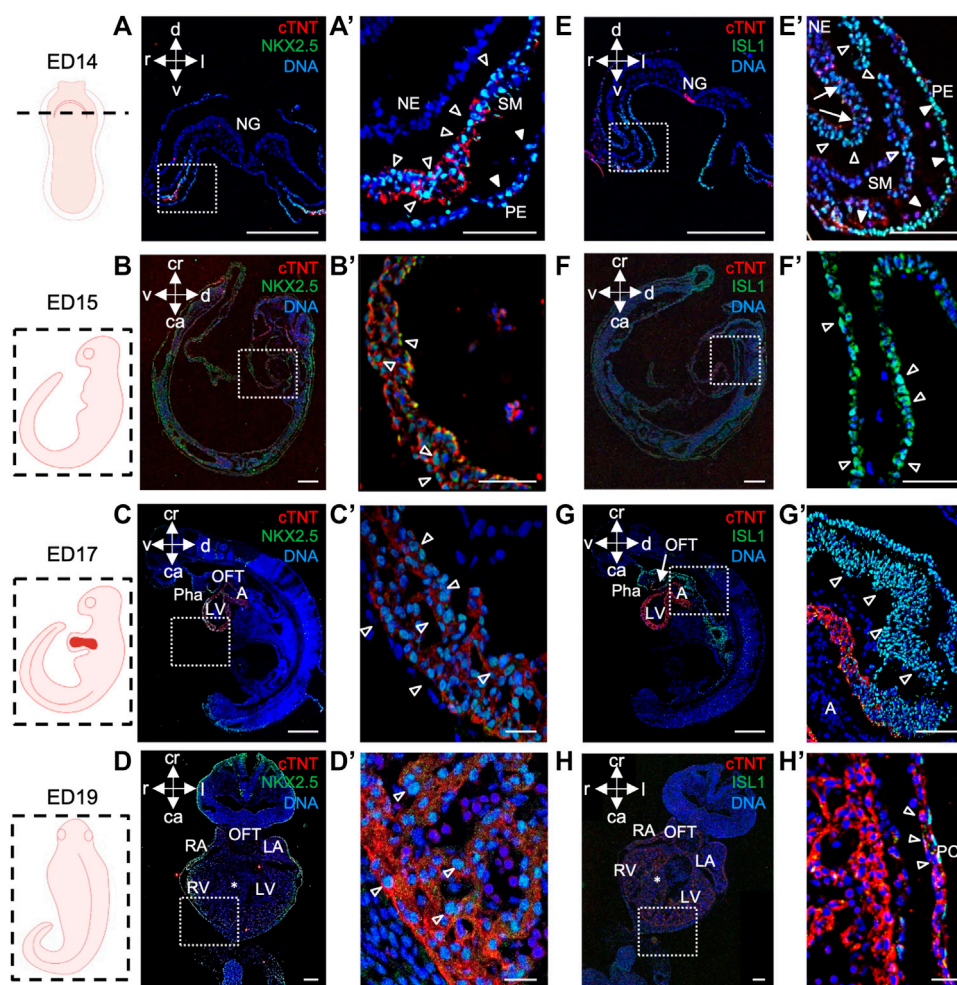 A
cTNT
NKX2.5
DNA
d
r l
v
NG
A'
NE
SM
PE
E
cTNT
ISL1
DNA
d
r l
v
NG
E'
NE
PE
SM
ED14
B
cTNT
NKX2.5
DNA
cr
v d
ca
B'
F
cTNT
ISL1
DNA
cr
v d
ca
F'
ED15
C
cTNT
NKX2.5
DNA
cr
v d
ca
OFT
Pha
A
LV
C'
G
cTNT
ISL1
DNA
cr
v d
ca
OFT
Pha
A
LV
G'
A
ED17
D
cTNT
NKX2.5
DNA
cr
r l
ca
OFT
RA
LA
RV
*
LV
D'
H
cTNT
ISL1
DNA
cr
r l
ca
RA
OFT
LA
RV
*
LV
H'
ED19